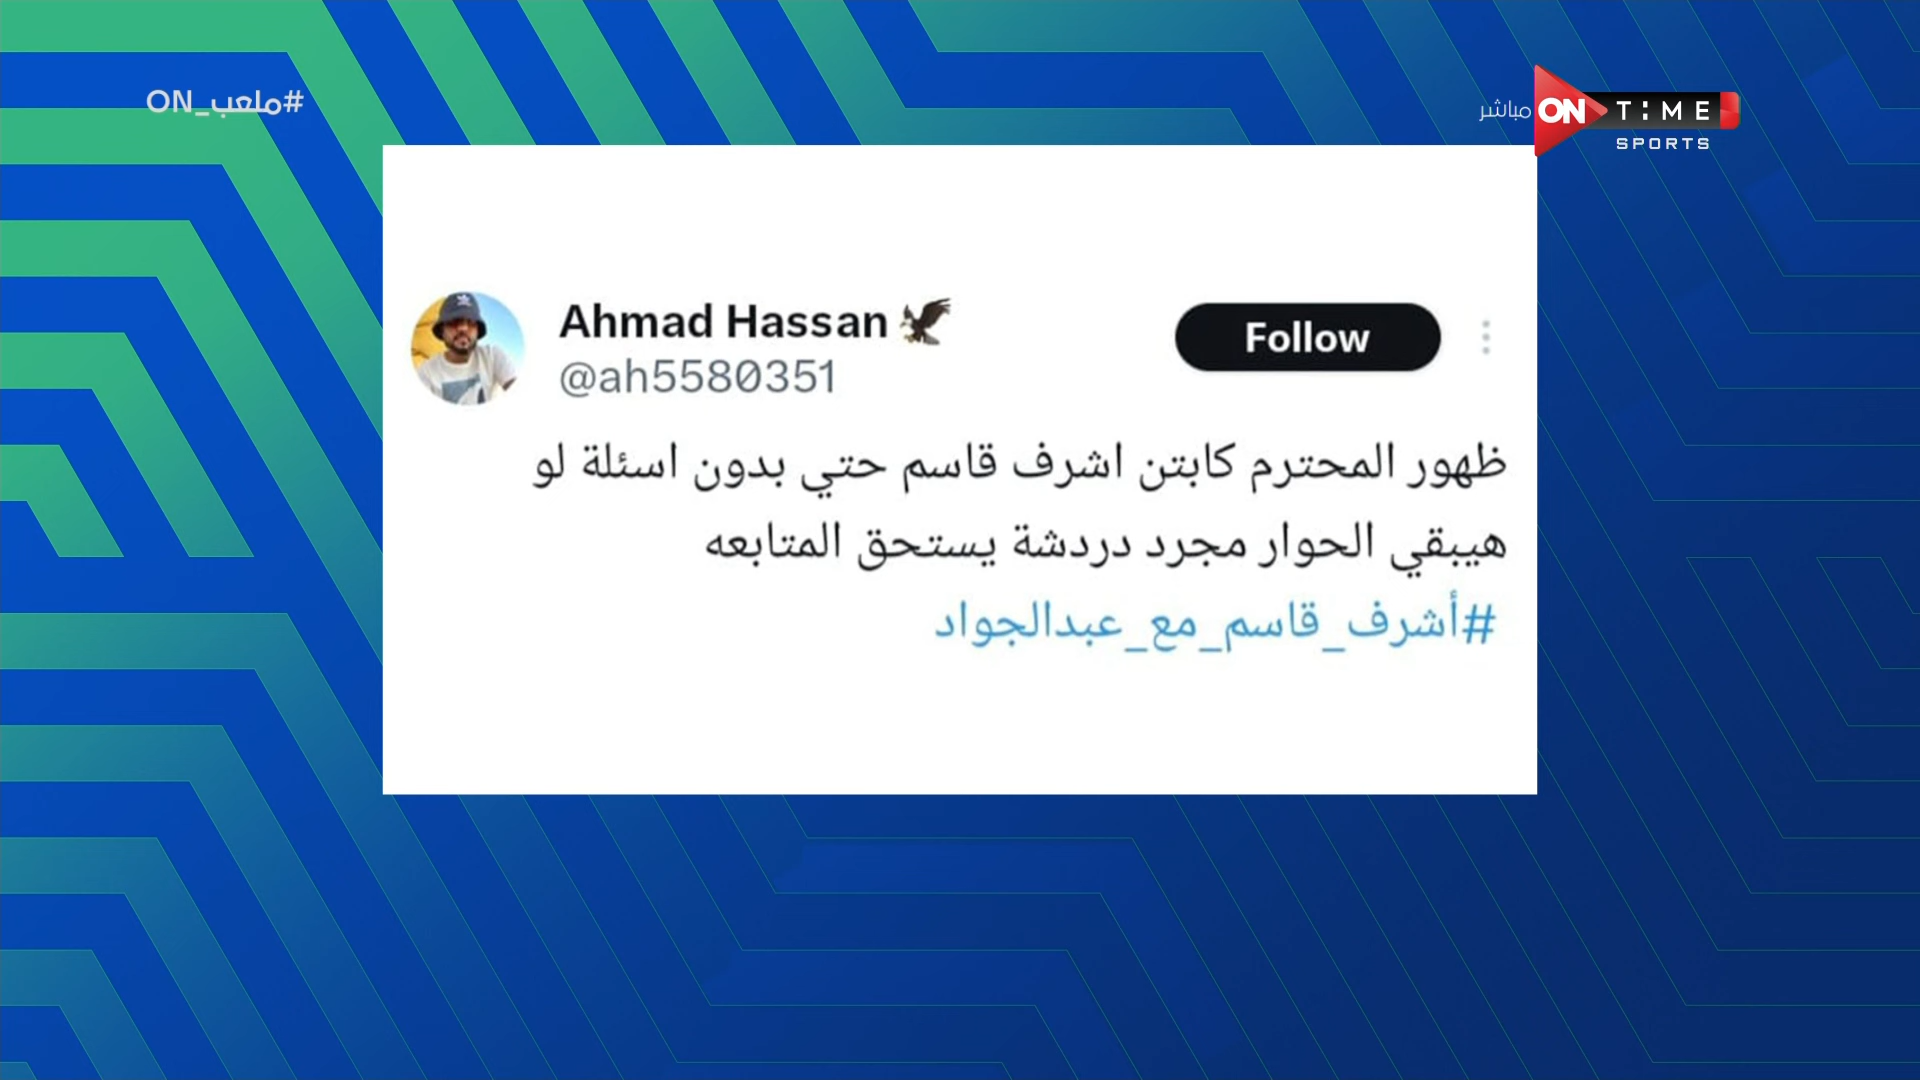 #ملعب_ON
مباشر
ON TIME
SPORTS
Ahmad Hassan
@ah5580351
Follow
ظهور المحترم كابتن اشرف قاسم حتي بدون اسئلة لو
هيبقي الحوار مجرد دردشة يستحق المتابعه
#أشرف_قاسم_مع_عبدالجواد